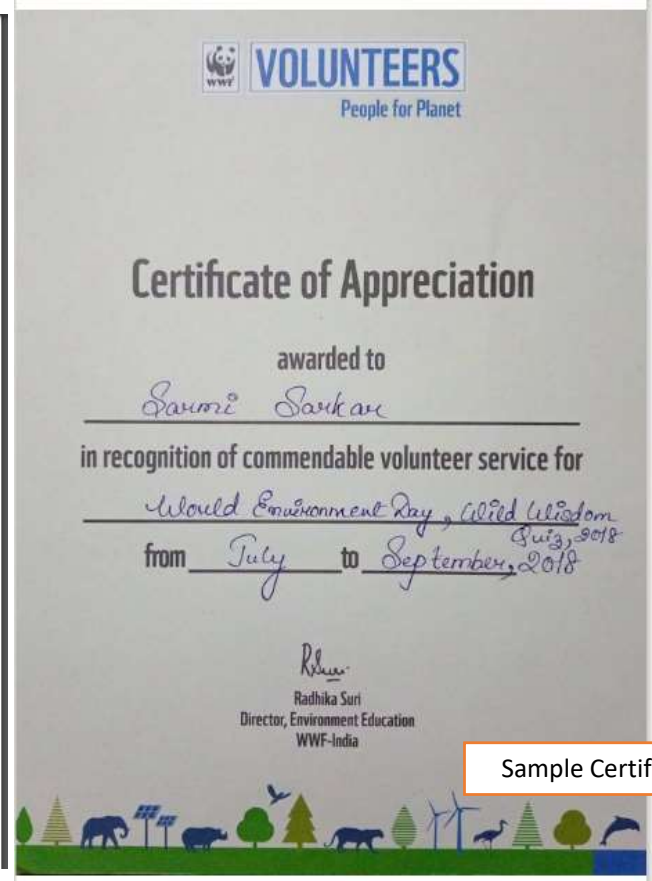 WWF VOLUNTEERS
People for Planet
Certificate of Appreciation
awarded to
Sarmi Sarkar
in recognition of commendable volunteer service for
World Environment Day, Wild Wisdom
Quiz, 2018
from July to September, 2018
Radhika Suri
Director, Environment Education
WWF-India
Sample Certif